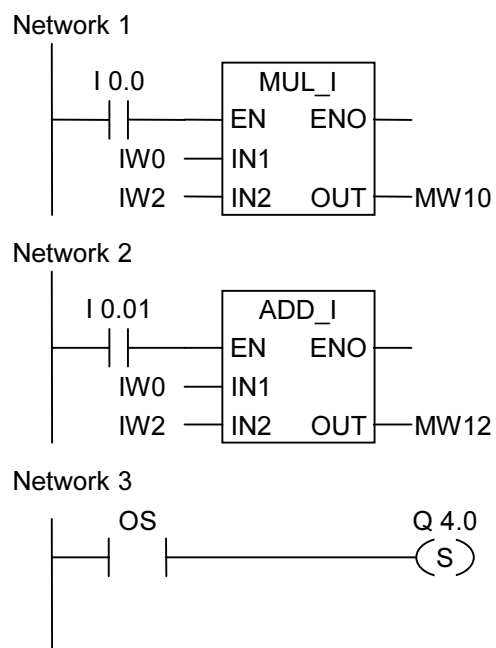 Network 1
I 0.0
MUL_I
EN ENO
IW0 IN1
IW2 IN2 OUT MW10
Network 2
I 0.01
ADD_I
EN ENO
IW0 IN1
IW2 IN2 OUT MW12
Network 3
OS Q 4.0
S